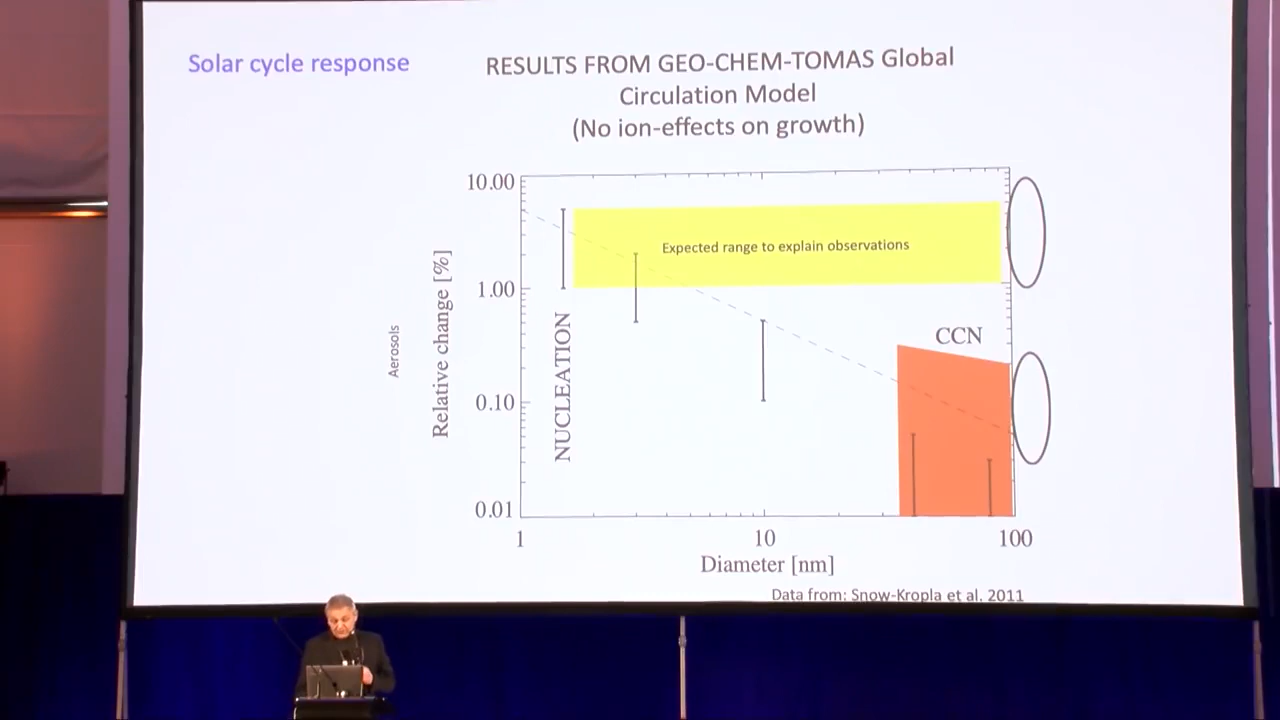 Solar cycle response
RESULTS FROM GEO-CHEM-TOMAS Global
Circulation Model
(No ion-effects on growth)
10.00
1.00
0.10
0.01
Aerosols
Relative change [%]
Expected range to explain observations
NUCLEATION
CCN
1
10
100
Diameter [nm]
Data from: Snow-Kropla et al, 2011